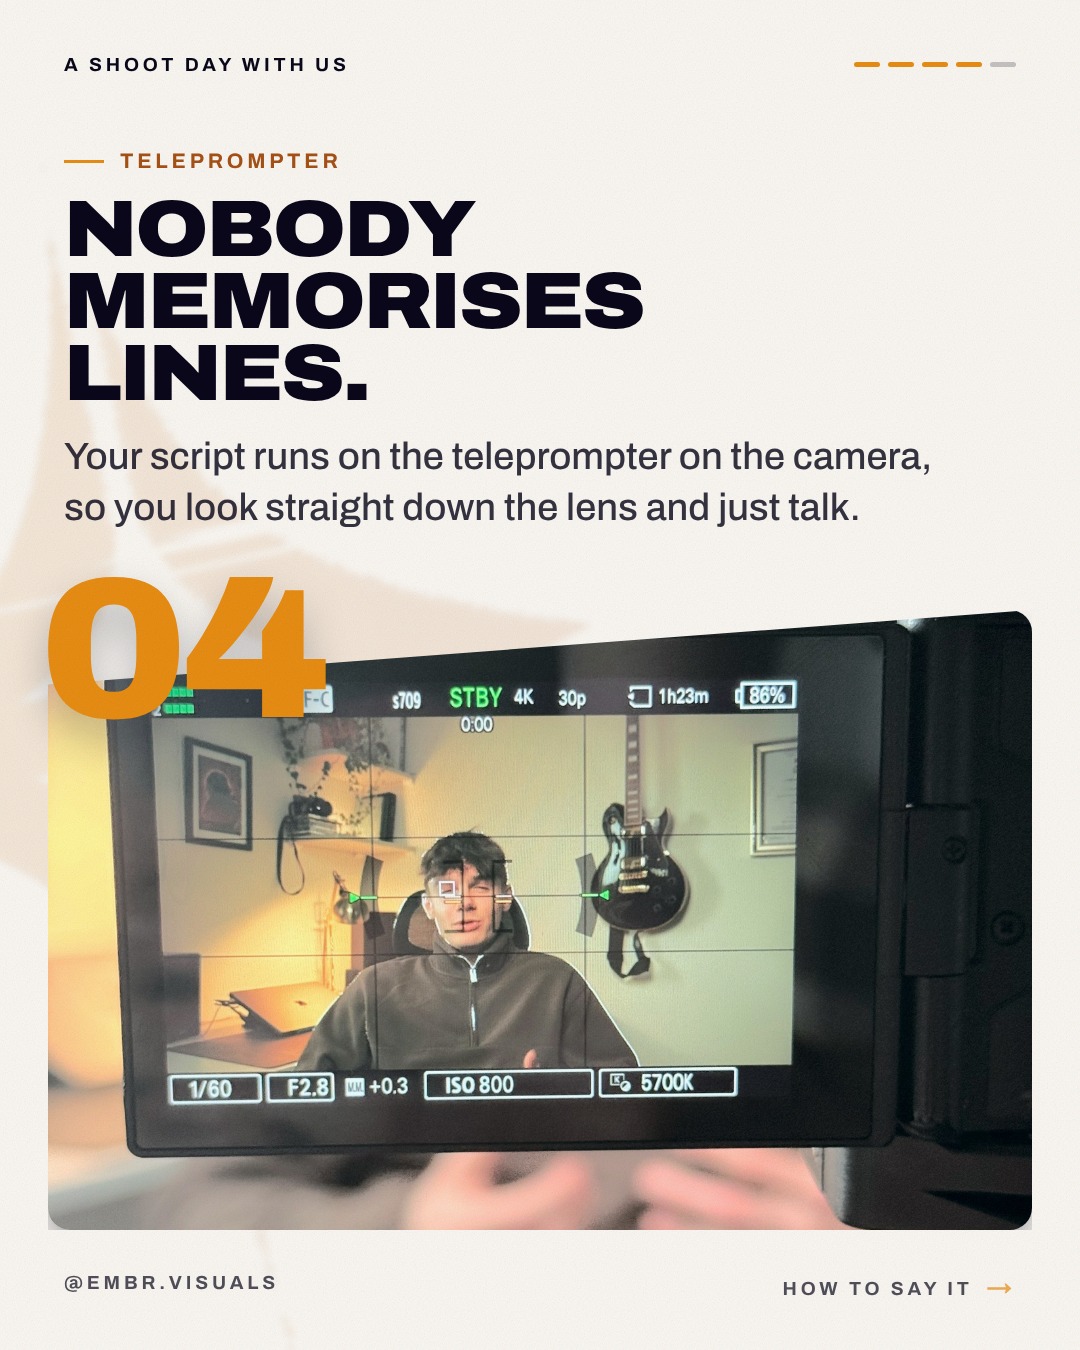 A SHOOT DAY WITH US
TELEPROMPTER
NOBODY
MEMORISES
LINES.
Your script runs on the teleprompter on the camera,
so you look straight down the lens and just talk.
04
F-C s709 STBY 4K 30p 1h23m 86%
0:00
1/60 F2.8 M.M. +0.3 ISO 800 5700K
@EMBR.VISUALS
HOW TO SAY IT →